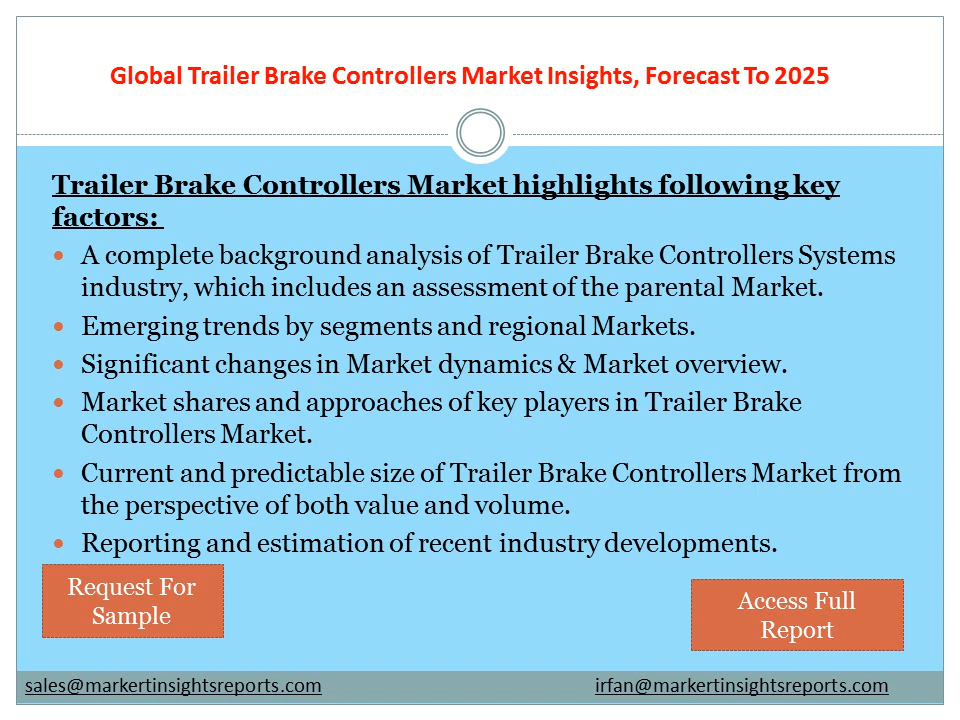 Global Trailer Brake Controllers Market Insights, Forecast To 2025
Trailer Brake Controllers Market highlights following key
factors:
• A complete background analysis of Trailer Brake Controllers Systems
industry, which includes an assessment of the parental Market.
• Emerging trends by segments and regional Markets.
• Significant changes in Market dynamics & Market overview.
• Market shares and approaches of key players in Trailer Brake
Controllers Market.
• Current and predictable size of Trailer Brake Controllers Market from
the perspective of both value and volume.
• Reporting and estimation of recent industry developments.
Request For
Sample
Access Full
Report
sales@markertinsightsreports.com
irfan@markertinsightsreports.com